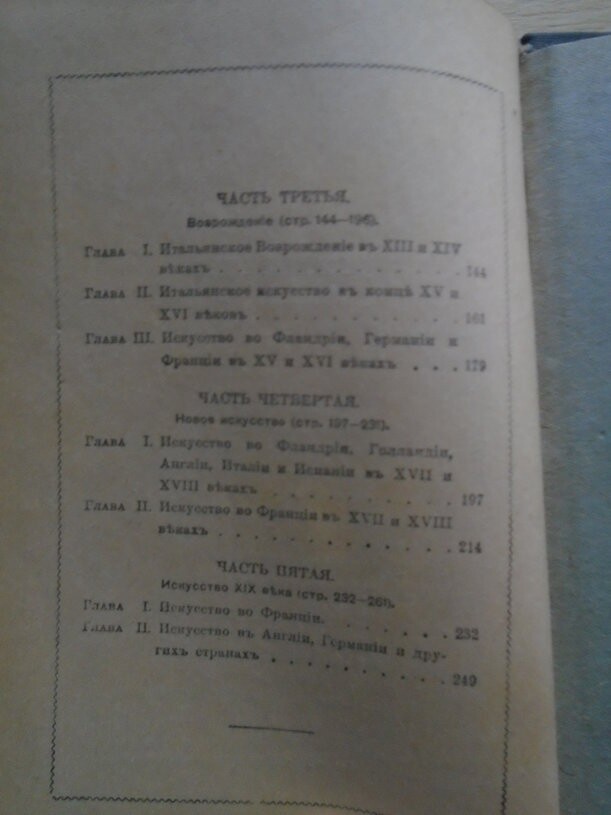 ЧАСТЬ ТРЕТЬЯ.
Возрожденіе (стр. 144—196).
Глава I. Итальянское Возрожденіе въ XIII и XIV
вѣкахъ . . . . . . . . . . . . . 144
Глава II. Итальянское искусство въ концѣ XV и
XVI вѣковъ . . . . . . . . . . . 161
Глава III. Искусство во Фландріи, Германіи и
Франціи въ XV и XVI вѣкахъ . . . 179
ЧАСТЬ ЧЕТВЕРТАЯ.
Новое искусство (стр. 197—231).
Глава I. Искусство во Фландріи, Голландіи,
Англіи, Италіи и Испаніи въ XVII и
XVIII вѣкахъ . . . . . . . . . . 197
Глава II. Искусство во Франціи въ XVII и XVIII
вѣкахъ . . . . . . . . . . . . . 214
ЧАСТЬ ПЯТАЯ.
Искусство XIX вѣка (стр. 232—261).
Глава I. Искусство во Франціи. . . . . . . 232
Глава II. Искусство въ Англіи, Германіи и дру-
гихъ странахъ . . . . . . . . . . 249